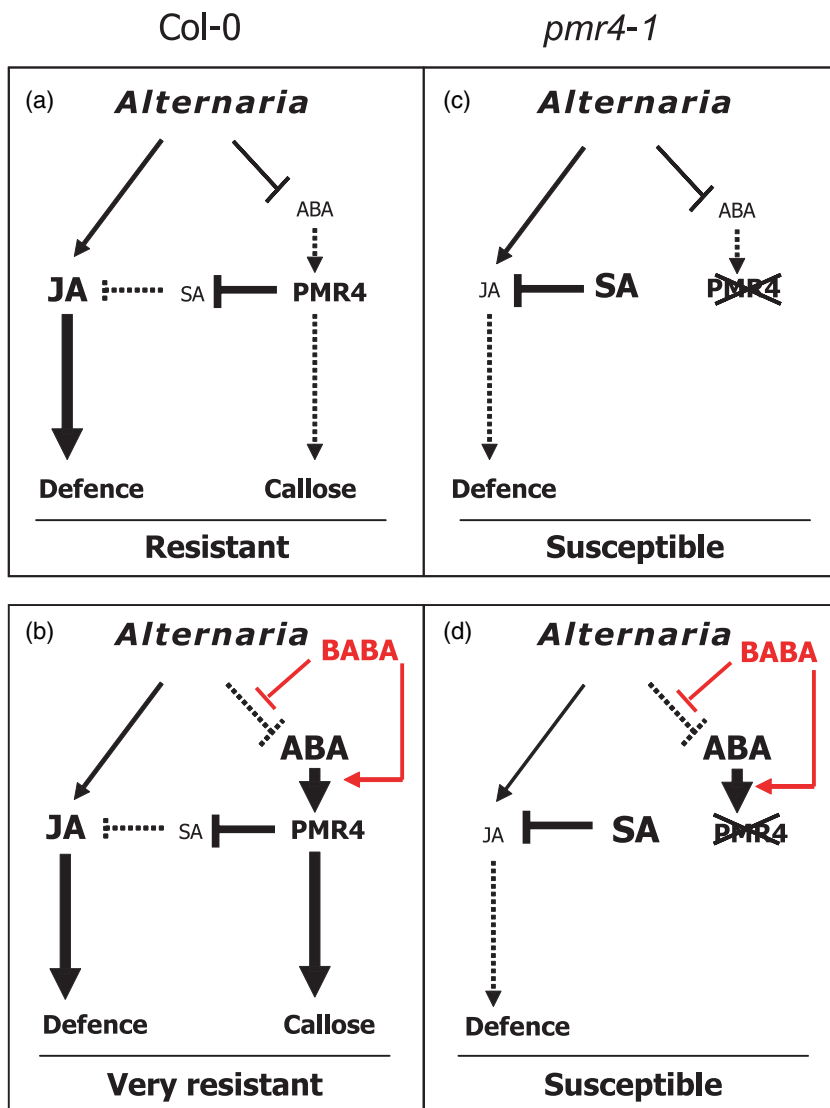 Col-0 pmr4-1
(a) Alternaria
ABA
JA SA PMR4
Defence Callose
Resistant
(c) Alternaria
ABA
JA SA PMR4
Defence
Susceptible
(b) Alternaria
BABA
ABA
JA SA PMR4
Defence Callose
Very resistant
(d) Alternaria
BABA
ABA
JA SA PMR4
Defence
Susceptible